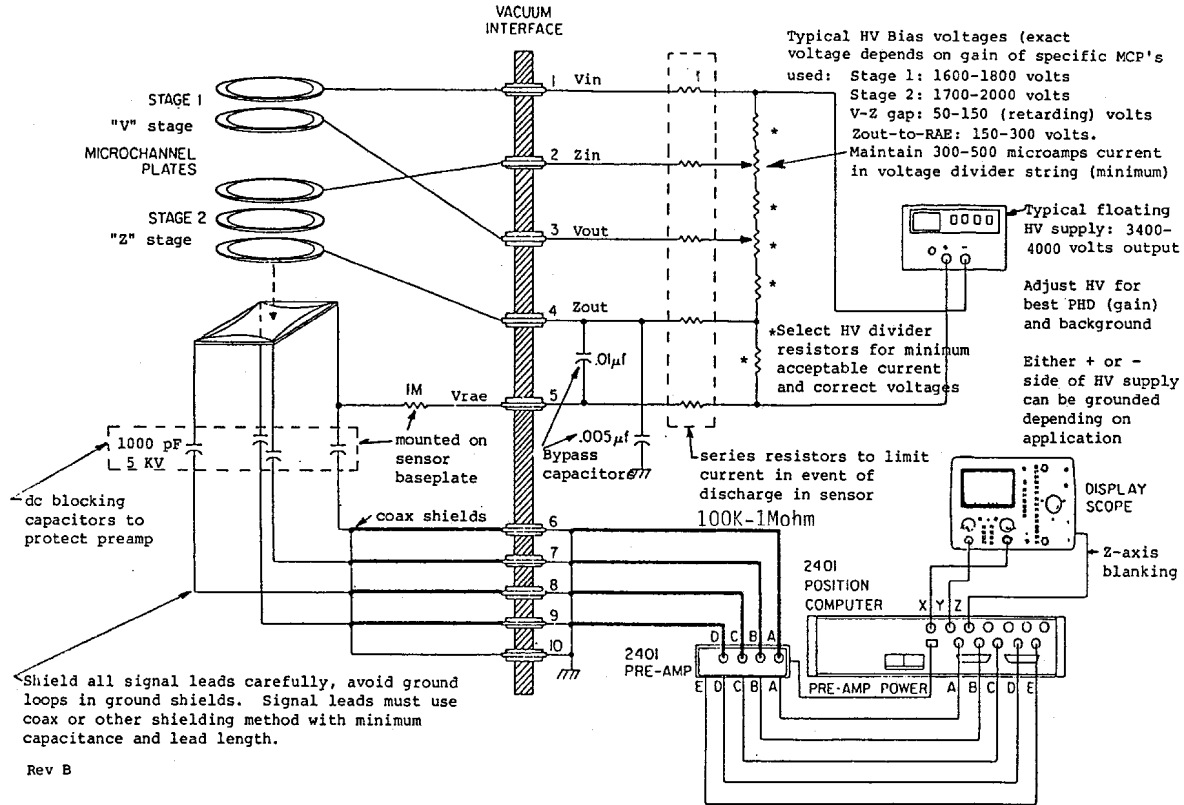 VACUUM
INTERFACE
Typical HV Bias voltages (exact
voltage depends on gain of specific MCP's
used: Stage 1: 1600-1800 volts
Stage 2: 1700-2000 volts
V-Z gap: 50-150 (retarding) volts
Zout-to-RAE: 150-300 volts.
Maintain 300-500 microamps current
in voltage divider string (minimum)
STAGE 1
"V" stage
MICROCHANNEL
PLATES
STAGE 2
"Z" stage
1 Vin
2 Zin
3 Vout
4 Zout
Vrae 5
1M
*
*
*
*
.01µf
.005µf
Bypass
capacitors
*Select HV divider
resistors for minimum
acceptable current
and correct voltages
Typical floating
HV supply: 3400-
4000 volts output
+ -
Adjust HV for
best PHD (gain)
and background
Either + or -
side of HV supply
can be grounded
depending on
application
1000 pF
5 KV
mounted on
sensor
baseplate
series resistors to limit
current in event of
discharge in sensor
100K-1Mohm
dc blocking
capacitors to
protect preamp
coax shields
6
7
8
9
10
DISPLAY
SCOPE
Z-axis
blanking
2401
POSITION
COMPUTER
X Y Z
D C B A
2401
PRE-AMP
E D C B A
PRE-AMP POWER A B C D E
Shield all signal leads carefully, avoid ground
loops in ground shields. Signal leads must use
coax or other shielding method with minimum
capacitance and lead length.
Rev B